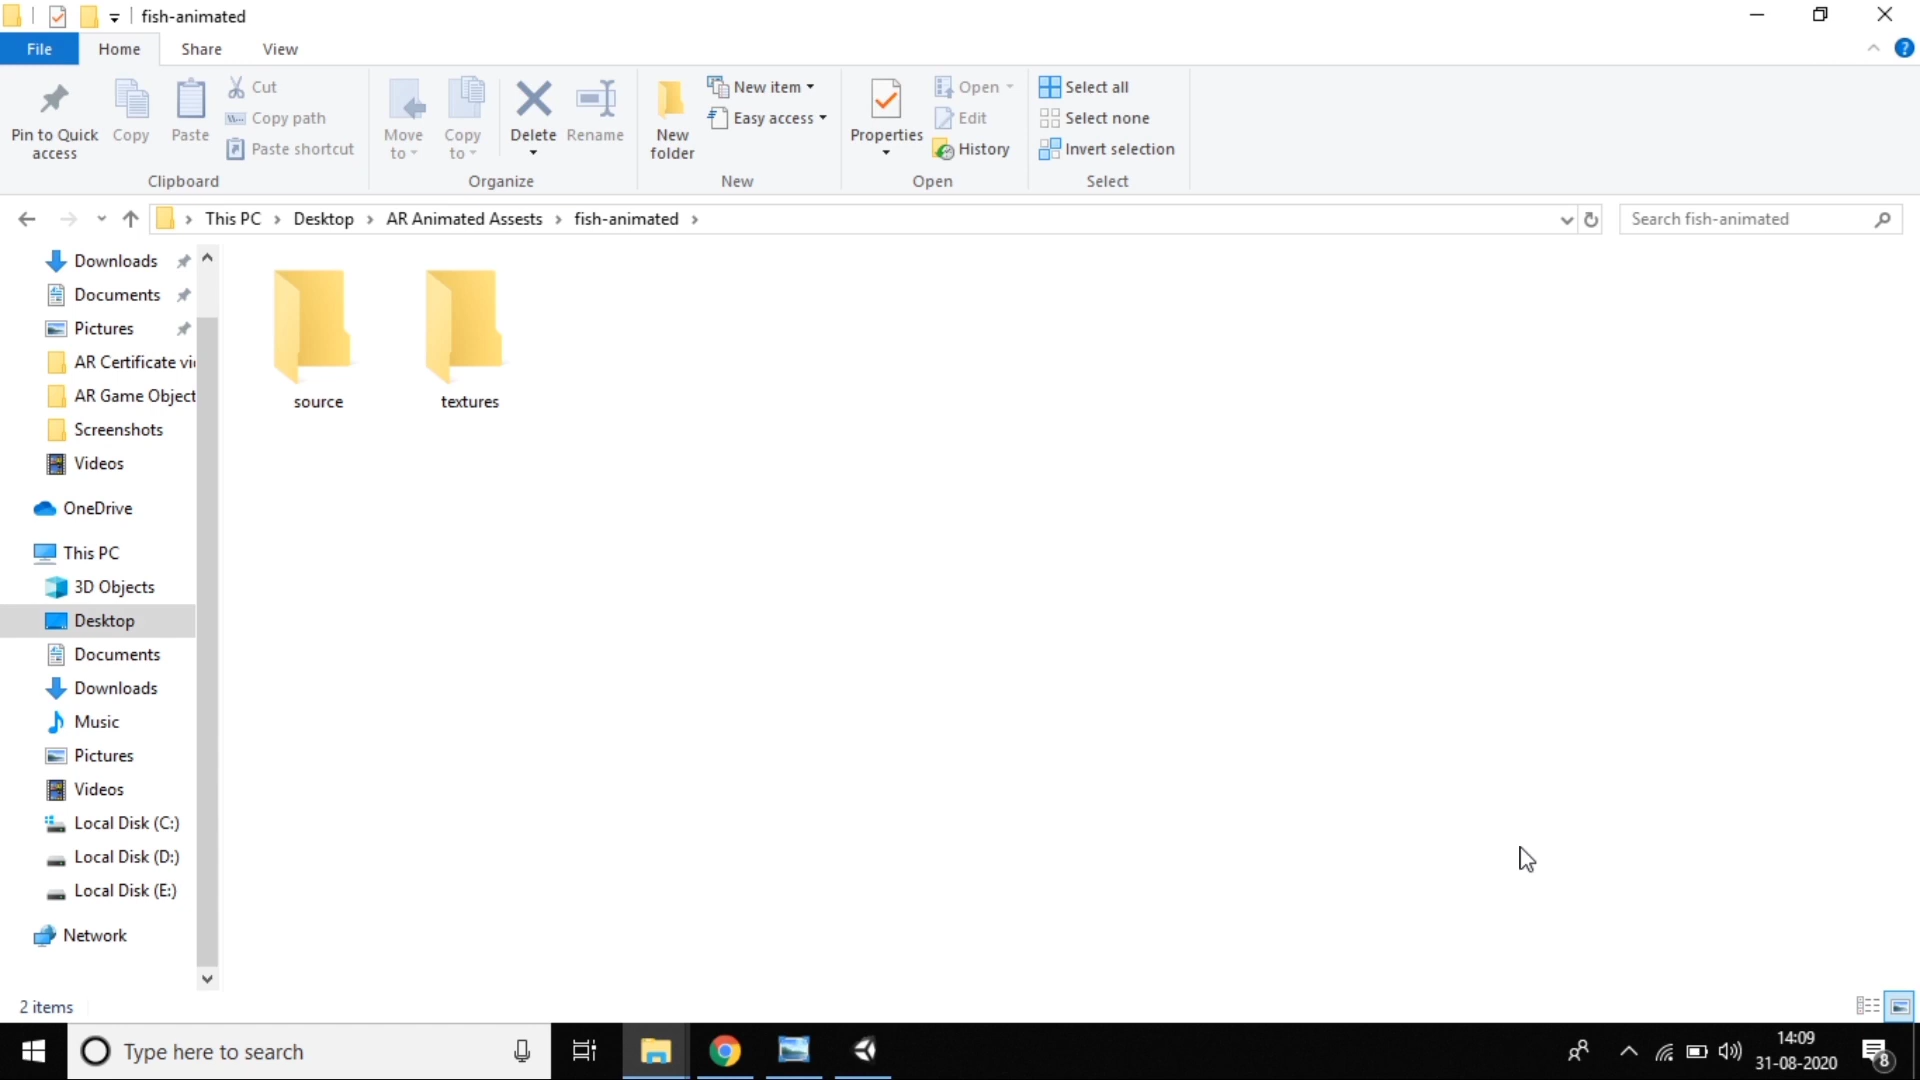 fish-animated
File Home Share View
Pin to Quick access
Copy
Paste
Cut
Copy path
Paste shortcut
Move to
Copy to
Delete
Rename
New folder
New item
Easy access
Properties
Open
Edit
History
Select all
Select none
Invert selection
Clipboard Organize New Open Select
This PC Desktop AR Animated Assests fish-animated
Search fish-animated
Downloads
Documents
Pictures
AR Certificate vi
AR Game Object
Screenshots
Videos
OneDrive
This PC
3D Objects
Desktop
Documents
Downloads
Music
Pictures
Videos
Local Disk (C:)
Local Disk (D:)
Local Disk (E:)
Network
source textures
2 items
Type here to search
14:09
31-08-2020
8